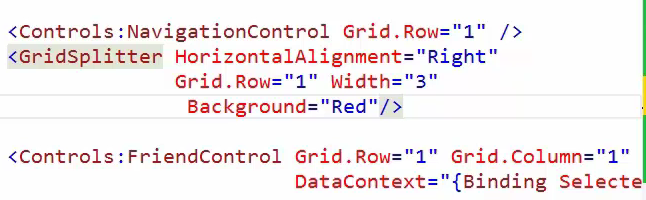 <Controls:NavigationControl Grid.Row="1" />
<GridSplitter HorizontalAlignment="Right"
Grid.Row="1" Width="3"
Background="Red"/>
<Controls:FriendControl Grid.Row="1" Grid.Column="1"
DataContext="{Binding Selecte